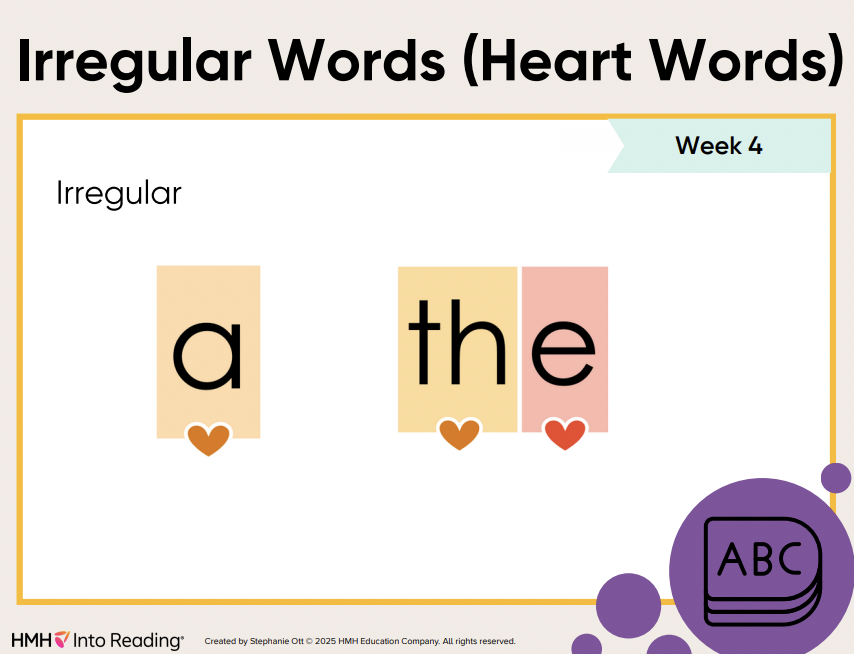 Irregular Words (Heart Words)
Week 4
Irregular
a
the
ABC
HMH Into Reading®
Created by Stephanie Ott © 2025 HMH Education Company. All rights reserved.